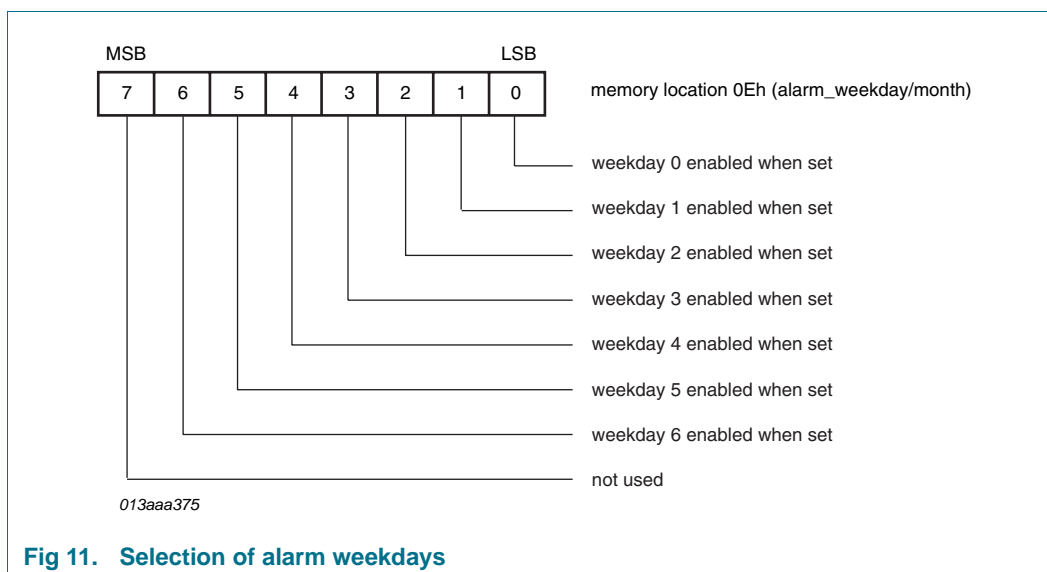 MSB LSB
7 6 5 4 3 2 1 0 memory location 0Eh (alarm_weekday/month)
weekday 0 enabled when set
weekday 1 enabled when set
weekday 2 enabled when set
weekday 3 enabled when set
weekday 4 enabled when set
weekday 5 enabled when set
weekday 6 enabled when set
not used
013aaa375
Fig 11. Selection of alarm weekdays